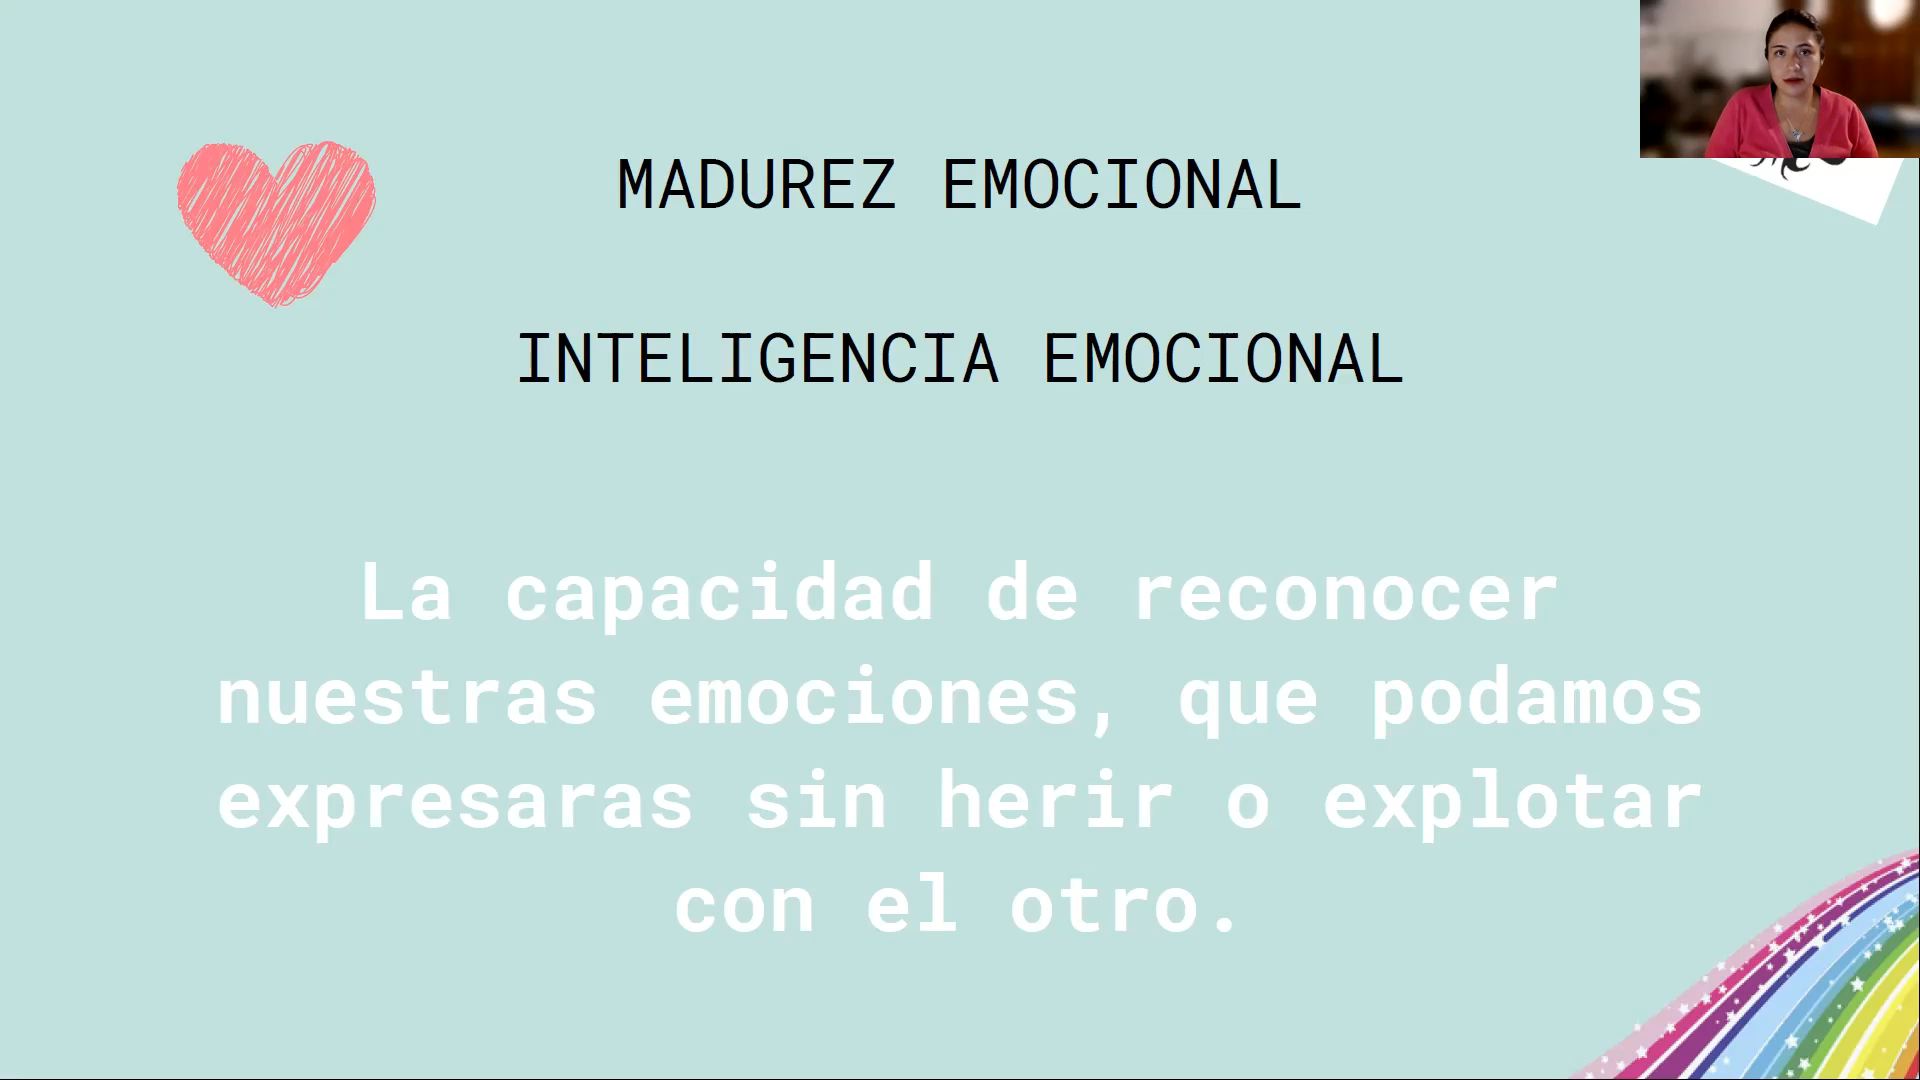 MADUREZ EMOCIONAL
INTELIGENCIA EMOCIONAL
La capacidad de reconocer
nuestras emociones, que podamos
expresaras sin herir o explotar
con el otro.